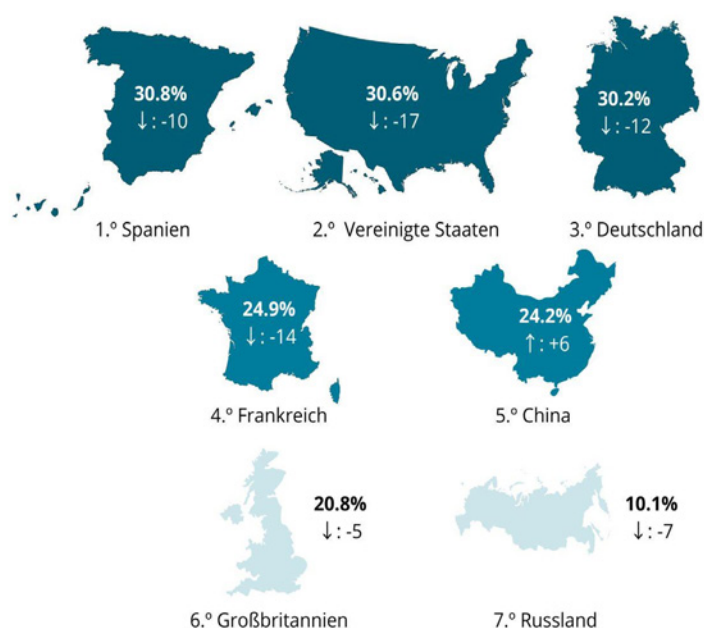 30.8%
↓: -10
1.º Spanien
30.6%
↓: -17
2.º Vereinigte Staaten
30.2%
↓: -12
3.º Deutschland
24.9%
↓: -14
4.º Frankreich
24.2%
↑: +6
5.º China
20.8%
↓: -5
6.º Großbritannien
10.1%
↓: -7
7.º Russland